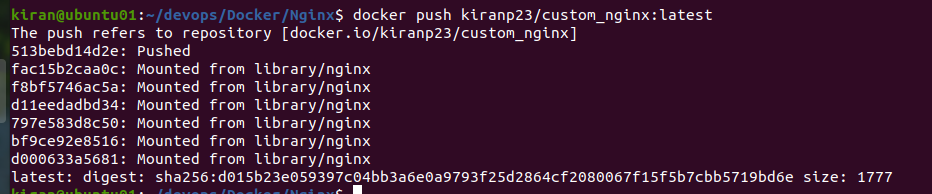 kiran@ubuntu01:~/devops/Docker/Nginx$ docker push kiranp23/custom_nginx:latest
The push refers to repository [docker.io/kiranp23/custom_nginx]
513bebd14d2e: Pushed
fac15b2caa0c: Mounted from library/nginx
f8bf5746ac5a: Mounted from library/nginx
d11eedadbd34: Mounted from library/nginx
797e583d8c50: Mounted from library/nginx
bf9ce92e8516: Mounted from library/nginx
d000633a5681: Mounted from library/nginx
latest: digest: sha256:d015b23e059397c04bb3a6e0a9793f25d2864cf2080067f15f5b7cbb5719bd6e size: 1777
kiran@ubuntu01:~/devops/Docker/Nginx$